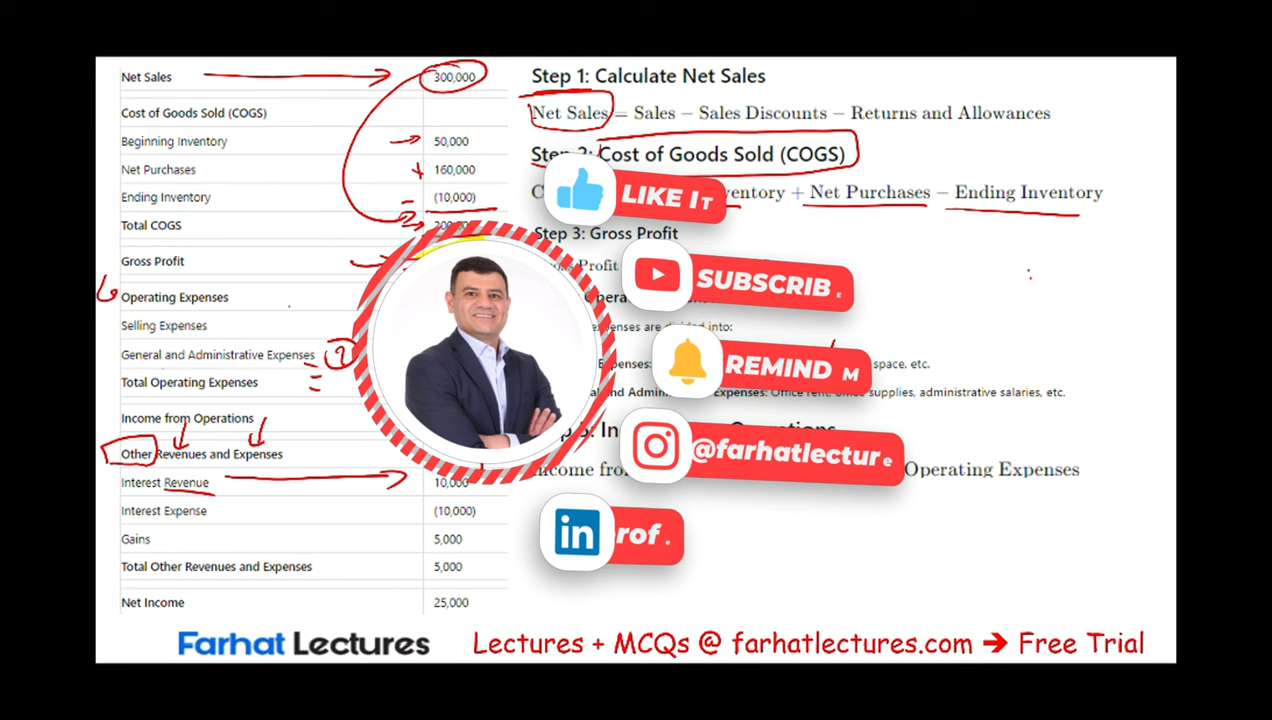 Net Sales 300,000
Cost of Goods Sold (COGS)
Beginning Inventory 50,000
Net Purchases 160,000
Ending Inventory (10,000)
Total COGS
Gross Profit
Operating Expenses
Selling Expenses
General and Administrative Expenses
Total Operating Expenses
Income from Operations
Other Revenues and Expenses
Interest Revenue 10,000
Interest Expense (10,000)
Gains 5,000
Total Other Revenues and Expenses 5,000
Net Income 25,000
Step 1: Calculate Net Sales
Net Sales = Sales − Sales Discounts − Returns and Allowances
Cost of Goods Sold (COGS)
+ Net Purchases − Ending Inventory
Step 3: Gross Profit
Profit
expenses are into:
space, etc.
Expenses: Office rent, office supplies, administrative salaries, etc.
Operating Expenses
LIKE IT
SUBSCRIB
REMIND M
@farhatlecture
in
rof .
Farhat Lectures
Lectures + MCQs @ farhatlectures.com → Free Trial